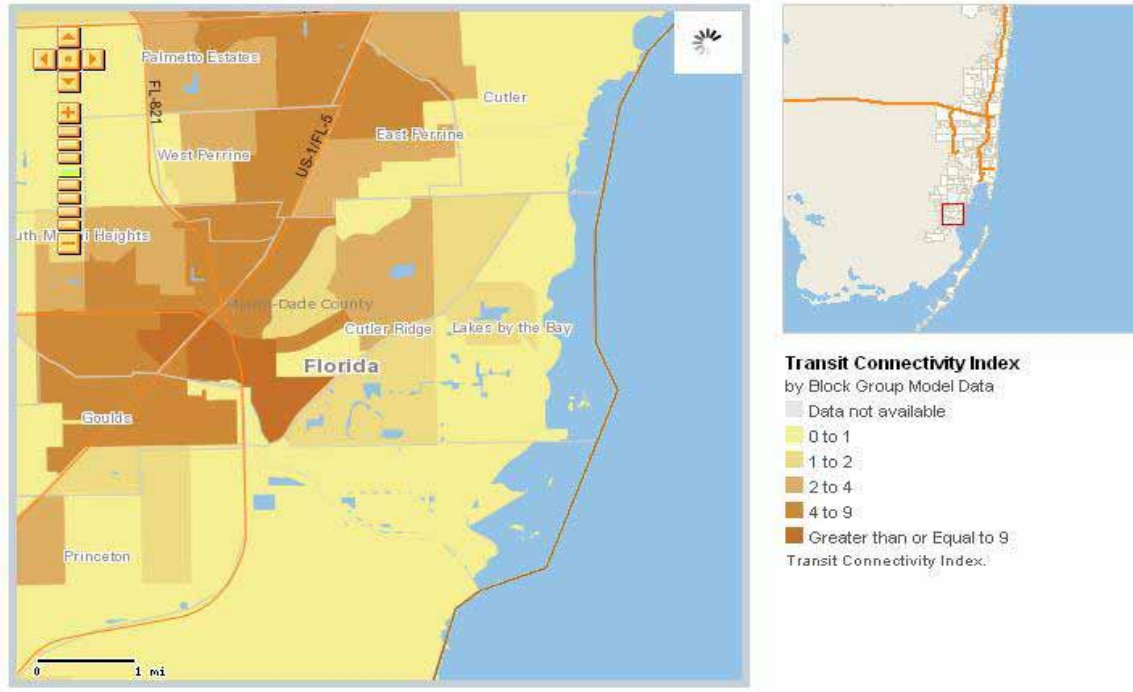 Palmetto Estates
FL-821
Cutler
US-1/FL-5
East Perrine
West Perrine
Heights
Miami-Dade County
Cutler Ridge
Lakes by the Bay
Florida
Goulds
Princeton
0
1 mi
Transit Connectivity Index
by Block Group Model Data
Data not available
0 to 1
1 to 2
2 to 4
4 to 9
Greater than or Equal to 9
Transit Connectivity Index.